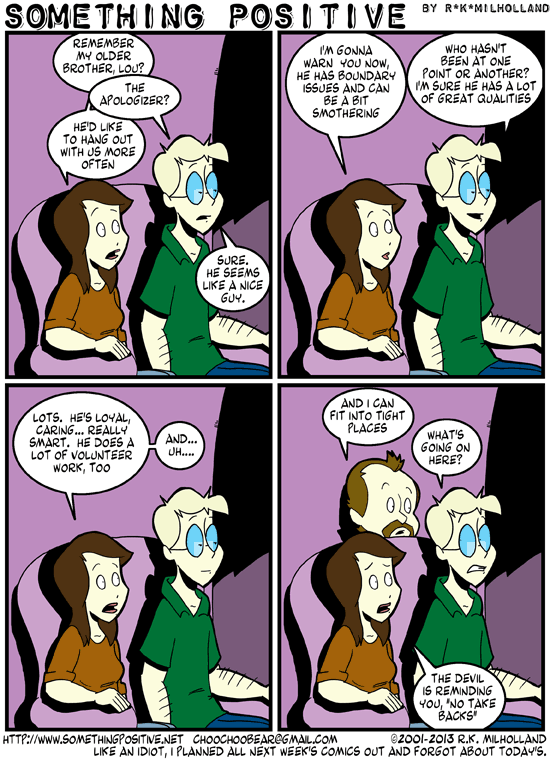 SOMETHING POSITIVE BY R*K*MILHOLLAND
REMEMBER
MY OLDER
BROTHER, LOU?
THE
APOLOGIZER?
HE'D LIKE
TO HANG OUT
WITH US MORE
OFTEN
SURE.
HE SEEMS
LIKE A NICE
GUY.
I'M GONNA
WARN YOU NOW,
HE HAS BOUNDARY
ISSUES AND CAN
BE A BIT
SMOTHERING
WHO HASN'T
BEEN AT ONE
POINT OR ANOTHER?
I'M SURE HE HAS A LOT
OF GREAT QUALITIES
LOTS. HE'S LOYAL,
CARING... REALLY
SMART. HE DOES A
LOT OF VOLUNTEER
WORK, TOO
AND...
UH....
AND I CAN
FIT INTO TIGHT
PLACES
WHAT'S
GOING ON
HERE?
THE DEVIL
IS REMINDING
YOU, "NO TAKE
BACKS"
HTTP://WWW.SOMETHINGPOSITIVE.NET CHOOCHOOBEAR@GMAIL.COM ©2001-2013 R.K. MILHOLLAND
LIKE AN IDIOT, I PLANNED ALL NEXT WEEK'S COMICS OUT AND FORGOT ABOUT TODAY'S.